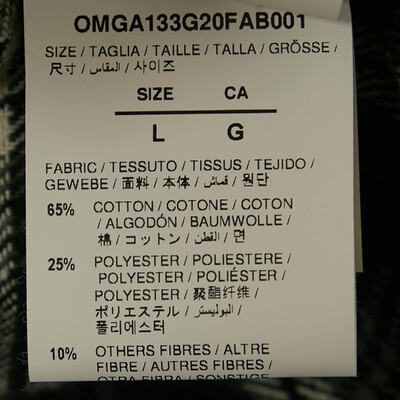 OMGA133G20FAB001
SIZE / TAGLIA / TAILLE / TALLA / GRÖSSE /
尺寸 / المقاس / 사이즈
SIZE CA
L G
FABRIC / TESSUTO / TISSUS / TEJIDO /
GEWEBE / 面料 / 本体 / قماش / 원단
65% COTTON / COTONE / COTON
/ ALGODÓN / BAUMWOLLE /
棉 / コットン / القطن / 면
25% POLYESTER / POLIESTERE /
POLYESTER / POLIÉSTER /
POLYESTER / 聚酯纤维 /
ポリエステル / البوليستر /
폴리에스터
10% OTHERS FIBRES / ALTRE
FIBRE / AUTRES FIBRES /
OTRA FIBRA / SONSTIGE